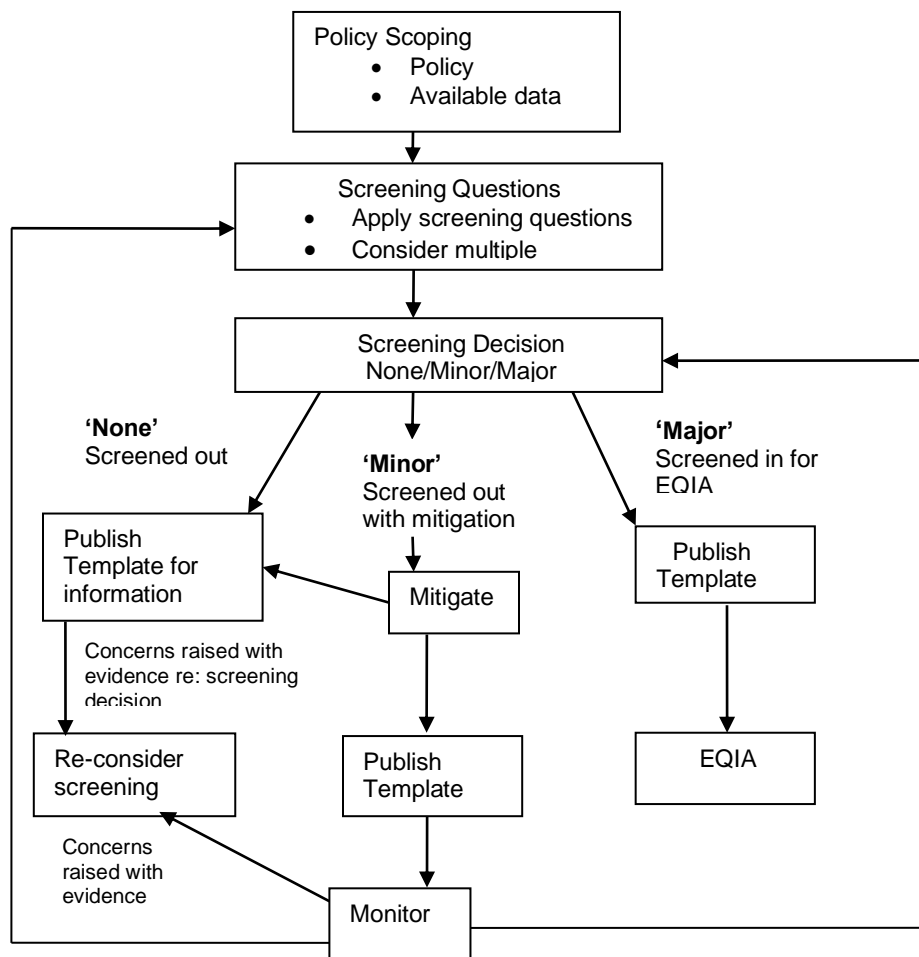 Policy Scoping
• Policy
• Available data
Screening Questions
• Apply screening questions
• Consider multiple
Screening Decision
None/Minor/Major
‘None’
Screened out
‘Minor’
Screened out
with mitigation
‘Major’
Screened in for
EQIA
Publish
Template for
information
Mitigate
Publish
Template
Concerns raised with
evidence re: screening
decision
Re-consider
screening
Publish
Template
EQIA
Concerns
raised with
evidence
Monitor